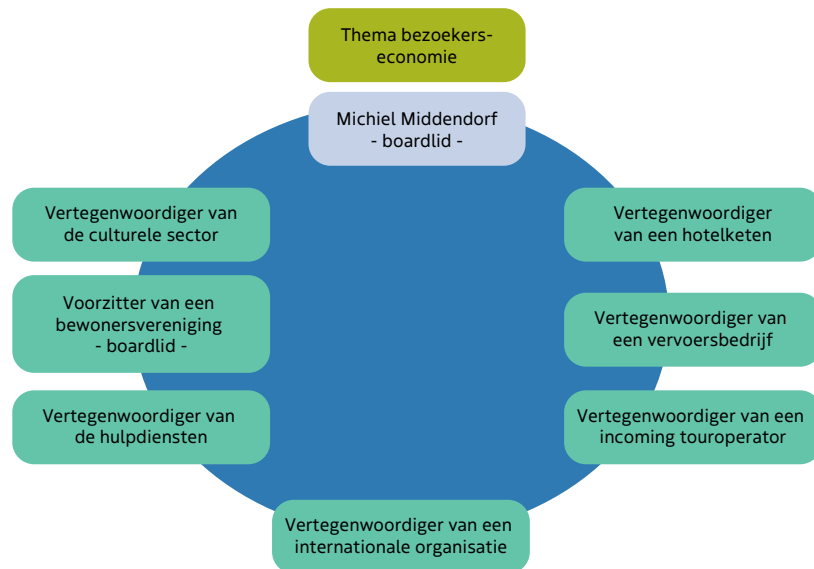 Thema bezoekers-
economie
Michiel Middendorf
- boardlid -
Vertegenwoordiger van
de culturele sector
Vertegenwoordiger
van een hotelketen
Voorzitter van een
bewonersvereniging
- boardlid -
Vertegenwoordiger van
een vervoersbedrijf
Vertegenwoordiger van
de hulpdiensten
Vertegenwoordiger van een
incoming touroperator
Vertegenwoordiger van een
internationale organisatie